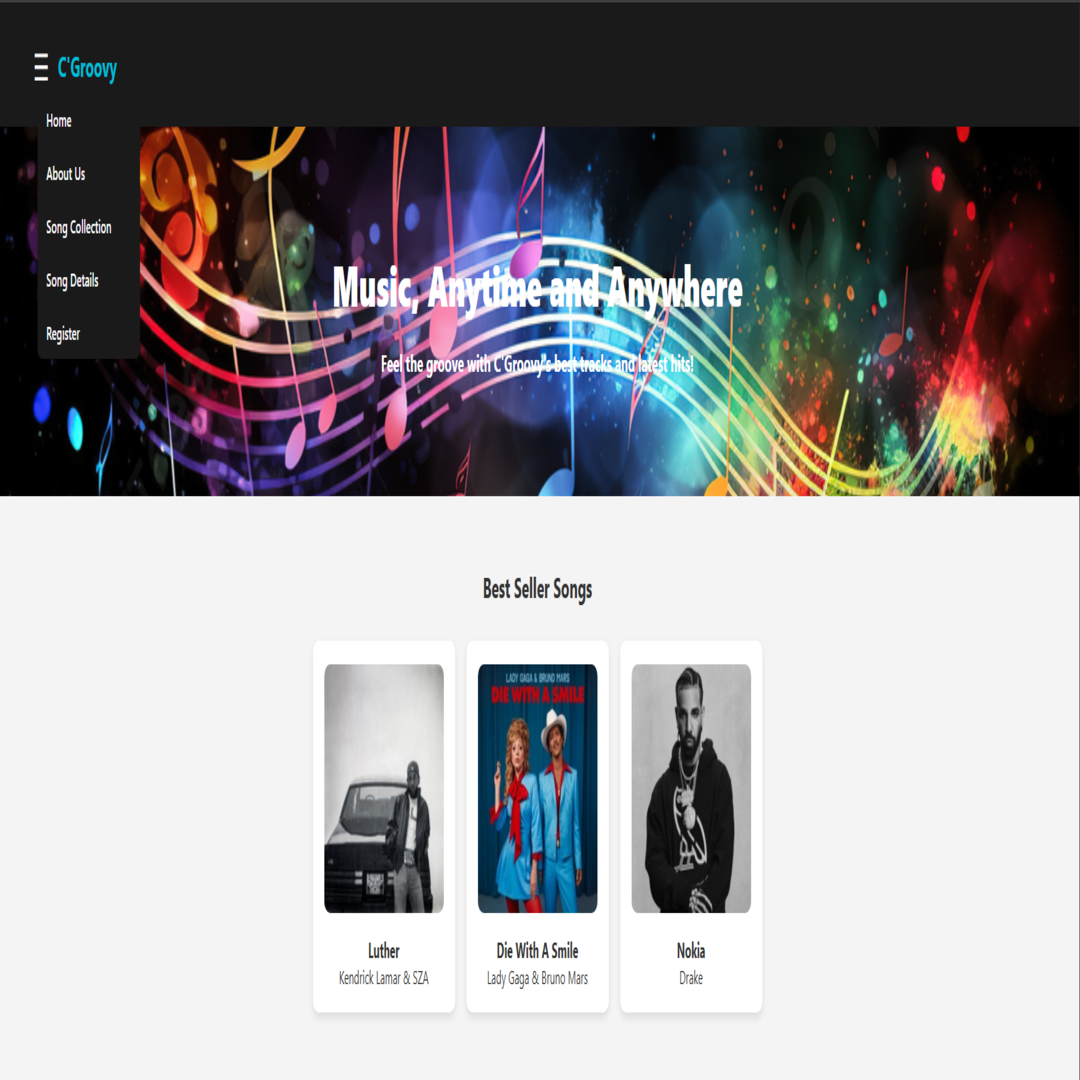 C'Groovy
Home
About Us
Song Collection
Song Details
Register
Music, Anytime and Anywhere
Feel the groove with C'Groovy's best tracks and latest hits!
Best Seller Songs
LADY GAGA & BRUNO MARS
DIE WITH A SMILE
Luther
Kendrick Lamar & SZA
Die With A Smile
Lady Gaga & Bruno Mars
Nokia
Drake